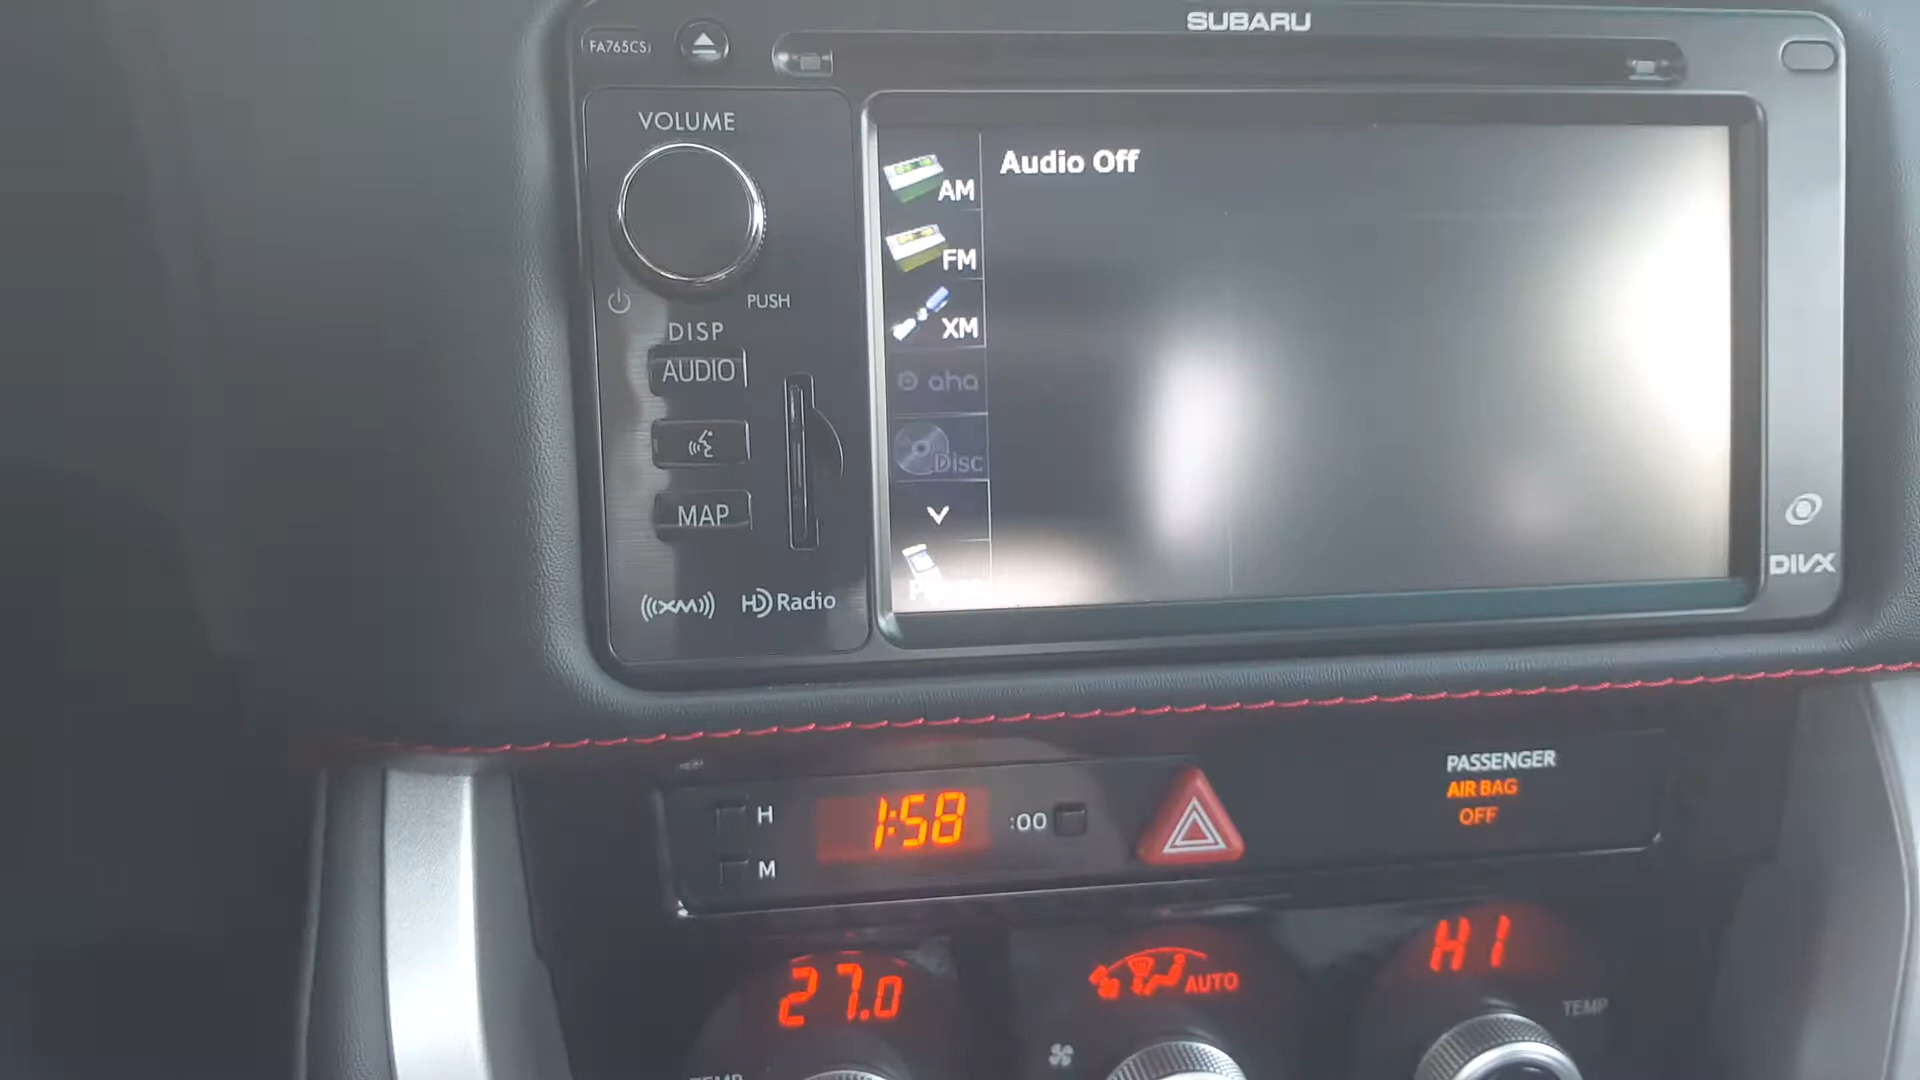 SUBARU
FA765CS
VOLUME
PUSH
DISP
AUDIO
MAP
((XM)) HD Radio
Audio Off
AM
FM
XM
aha
Disc
DIVX
PASSENGER
AIR BAG
OFF
H
1:58
:00
M
27.0
AUTO
HI
TEMP
TEMP